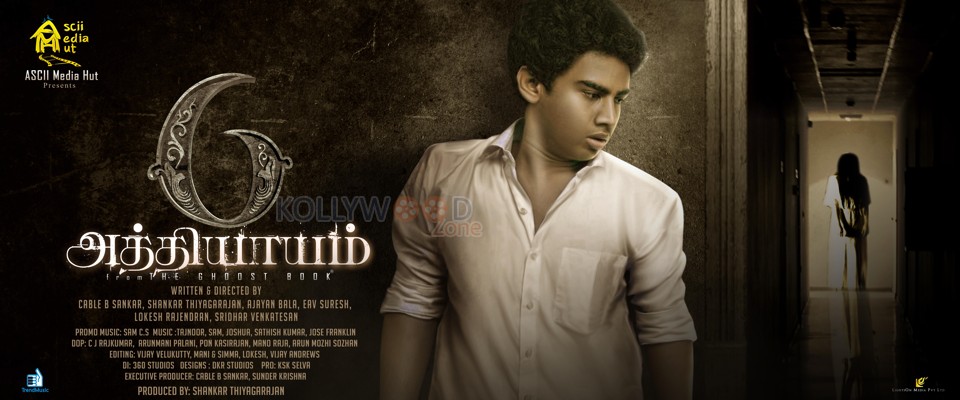 Ascii
Media
Hut
ASCII Media Hut
Presents
6
அத்தியாயம்
from THE GHOOST BOOK
WRITTEN & DIRECTED BY
CABLE B SANKAR, SHANKAR THIYAGARAJAN, AJAYAN BALA, EAV SURESH,
LOKESH RAJENDRAN, SRIDHAR VENKATESAN
PROMO MUSIC: SAM C.S MUSIC :TAJNOOR, SAM, JOSHUA, SATHISH KUMAR, JOSE FRANKLIN
DOP: C J RAJKUMAR, ARUNMANI PALANI, PON KASIRAJAN, MANO RAJA, ARUN MOZHI SOZHAN
EDITING: VIJAY VELUKUTTY, MANI & SIMMA, LOKESH, VIJAY ANDREWS
DI: 360 STUDIOS DESIGNS : DKR STUDIOS PRO: KSK SELVA
EXECUTIVE PRODUCER: CABLE B SANKAR, SUNDER KRISHNA
PRODUCED BY: SHANKAR THIYAGARAJAN
KOLLYWOOD
Zone
TrendMusic